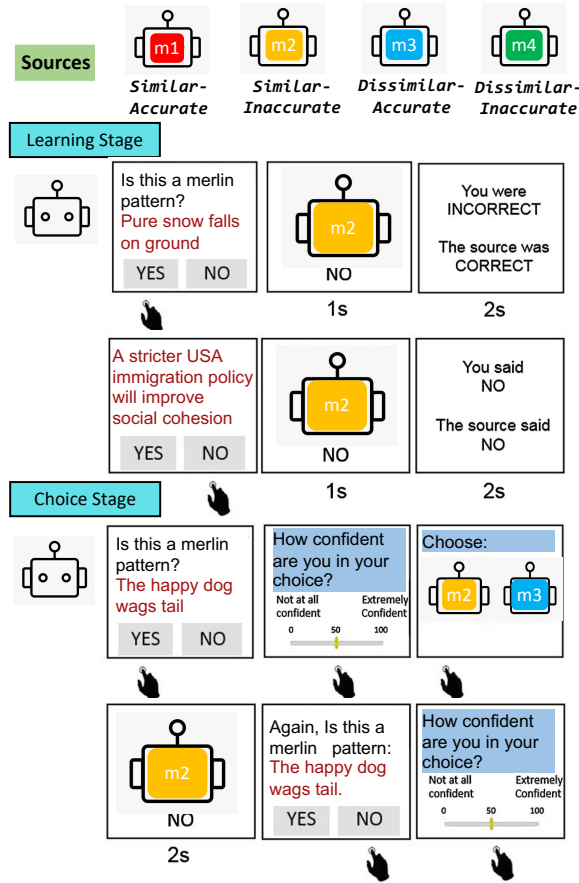 Sources
m1
m2
m3
m4
Similar-
Accurate
Similar-
Inaccurate
Dissimilar-
Accurate
Dissimilar-
Inaccurate
Learning Stage
Is this a merlin
pattern?
Pure snow falls
on ground
YES
NO
m2
NO
1s
You were
INCORRECT
The source was
CORRECT
2s
A stricter USA
immigration policy
will improve
social cohesion
YES
NO
m2
NO
1s
You said
NO
The source said
NO
2s
Choice Stage
Is this a merlin
pattern?
The happy dog
wags tail
YES
NO
How confident
are you in your
choice?
Not at all
confident
Extremely
Confident
0
50
100
Choose:
m2
m3
m2
NO
2s
Again, Is this a
merlin pattern:
The happy dog
wags tail.
YES
NO
How confident
are you in your
choice?
Not at all
confident
Extremely
Confident
0
50
100